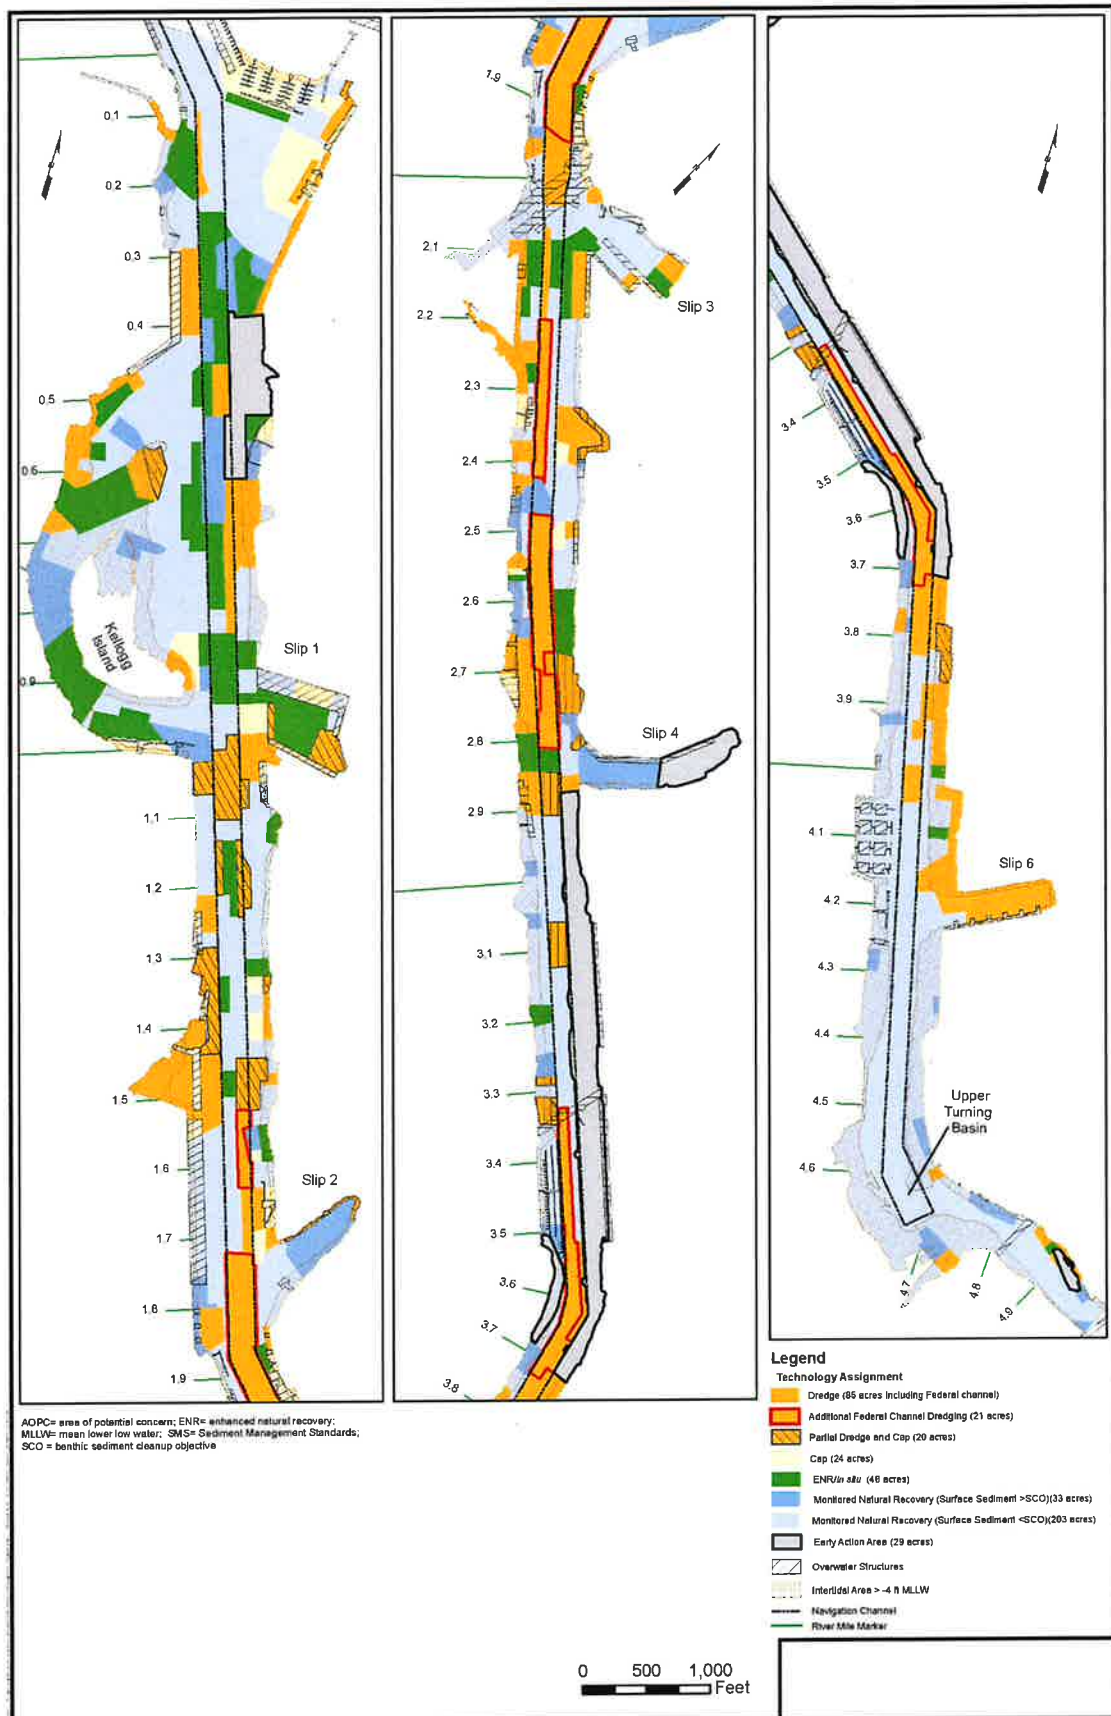 0.1
0.2
0.3
0.4
0.5
0.6
Kellogg
Island
0.9
Slip 1
1.1
1.2
1.3
1.4
1.5
1.6
Slip 2
1.7
1.8
1.9
1.9
2.1
Slip 3
2.2
2.3
2.4
2.5
2.6
2.7
Slip 4
2.8
2.9
3.1
3.2
3.3
3.4
3.5
3.6
3.7
3.8
3.4
3.5
3.6
3.7
3.8
3.9
4.1
Slip 6
4.2
4.3
4.4
4.5
Upper
Turning
Basin
4.6
4.7
4.8
4.9
AOPC= area of potential concern; ENR= enhanced natural recovery;
MLLW= mean lower low water; SMS= Sediment Management Standards;
SCO = benthic sediment cleanup objective
Legend
Technology Assignment
Dredge (85 acres including Federal channel)
Additional Federal Channel Dredging (21 acres)
Partial Dredge and Cap (20 acres)
Cap (24 acres)
ENR/in situ (48 acres)
Monitored Natural Recovery (Surface Sediment >SCO)(33 acres)
Monitored Natural Recovery (Surface Sediment <SCO)(203 acres)
Early Action Area (29 acres)
Overwater Structures
Intertidal Area > -4 ft MLLW
Navigation Channel
River Mile Marker
0 500 1,000
Feet